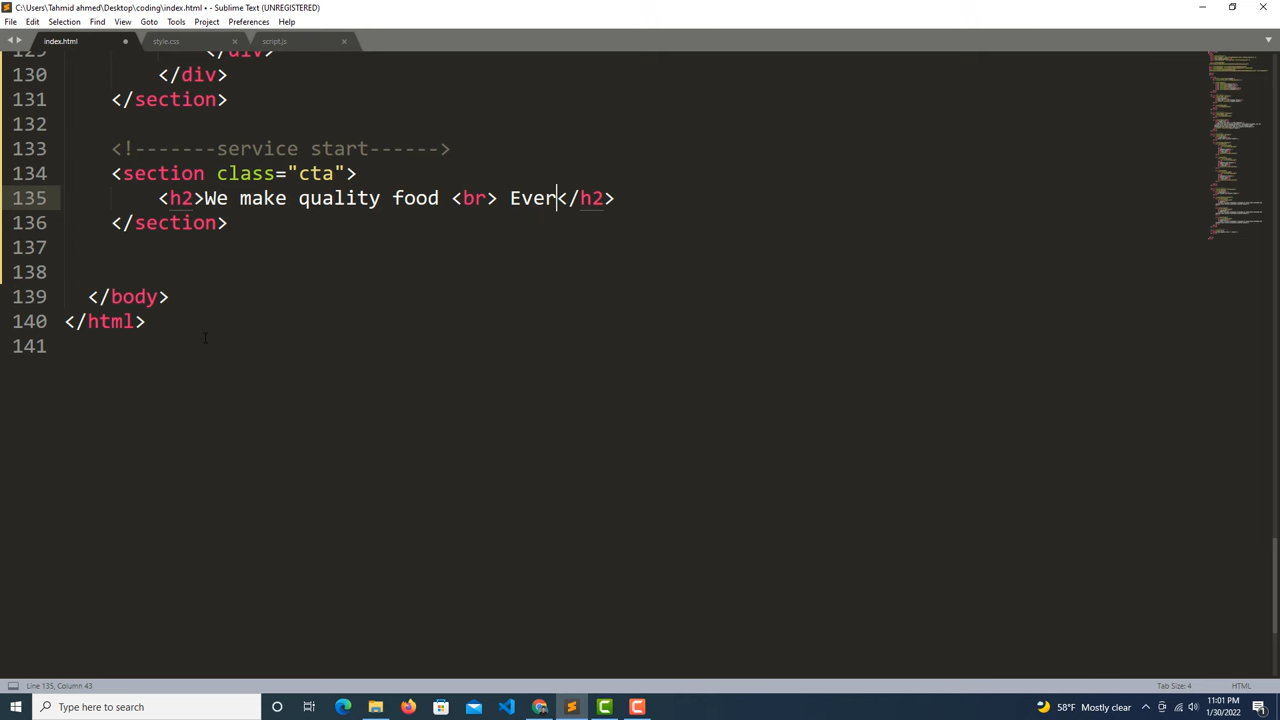 C:\Users\Tahmid ahmed\Desktop\coding\index.html • - Sublime Text (UNREGISTERED)
File Edit Selection Find View Goto Tools Project Preferences Help
index.html style.css script.js
129 </div>
130 </div>
131 </section>
132
133 <!-------service start------>
134 <section class="cta">
135 <h2>We make quality food <br> Ever</h2>
136 </section>
137
138
139 </body>
140 </html>
141
Line 135, Column 43 Tab Size: 4 HTML
Type here to search 58°F Mostly clear 11:01 PM
1/30/2022